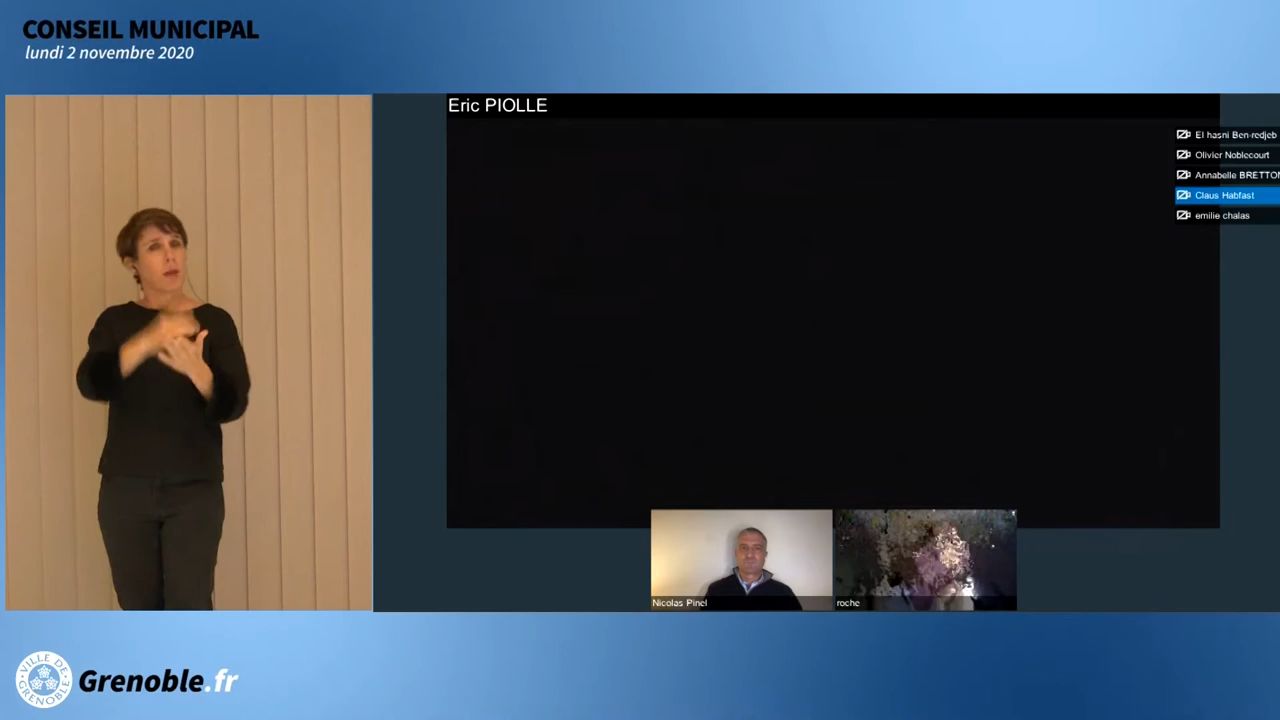 CONSEIL MUNICIPAL
lundi 2 novembre 2020
Eric PIOLLE
El hasni Ben-redjeb
Olivier Noblecourt
Annabelle BRETTON
Claus Habfast
emilie chalas
Nicolas Pinel
roche
VILLE DE GRENOBLE
Grenoble.fr